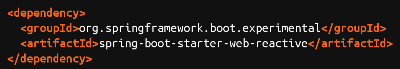 <dependency>
<groupId>org.springframework.boot.experimental</groupId>
<artifactId>spring-boot-starter-web-reactive</artifactId>
</dependency>